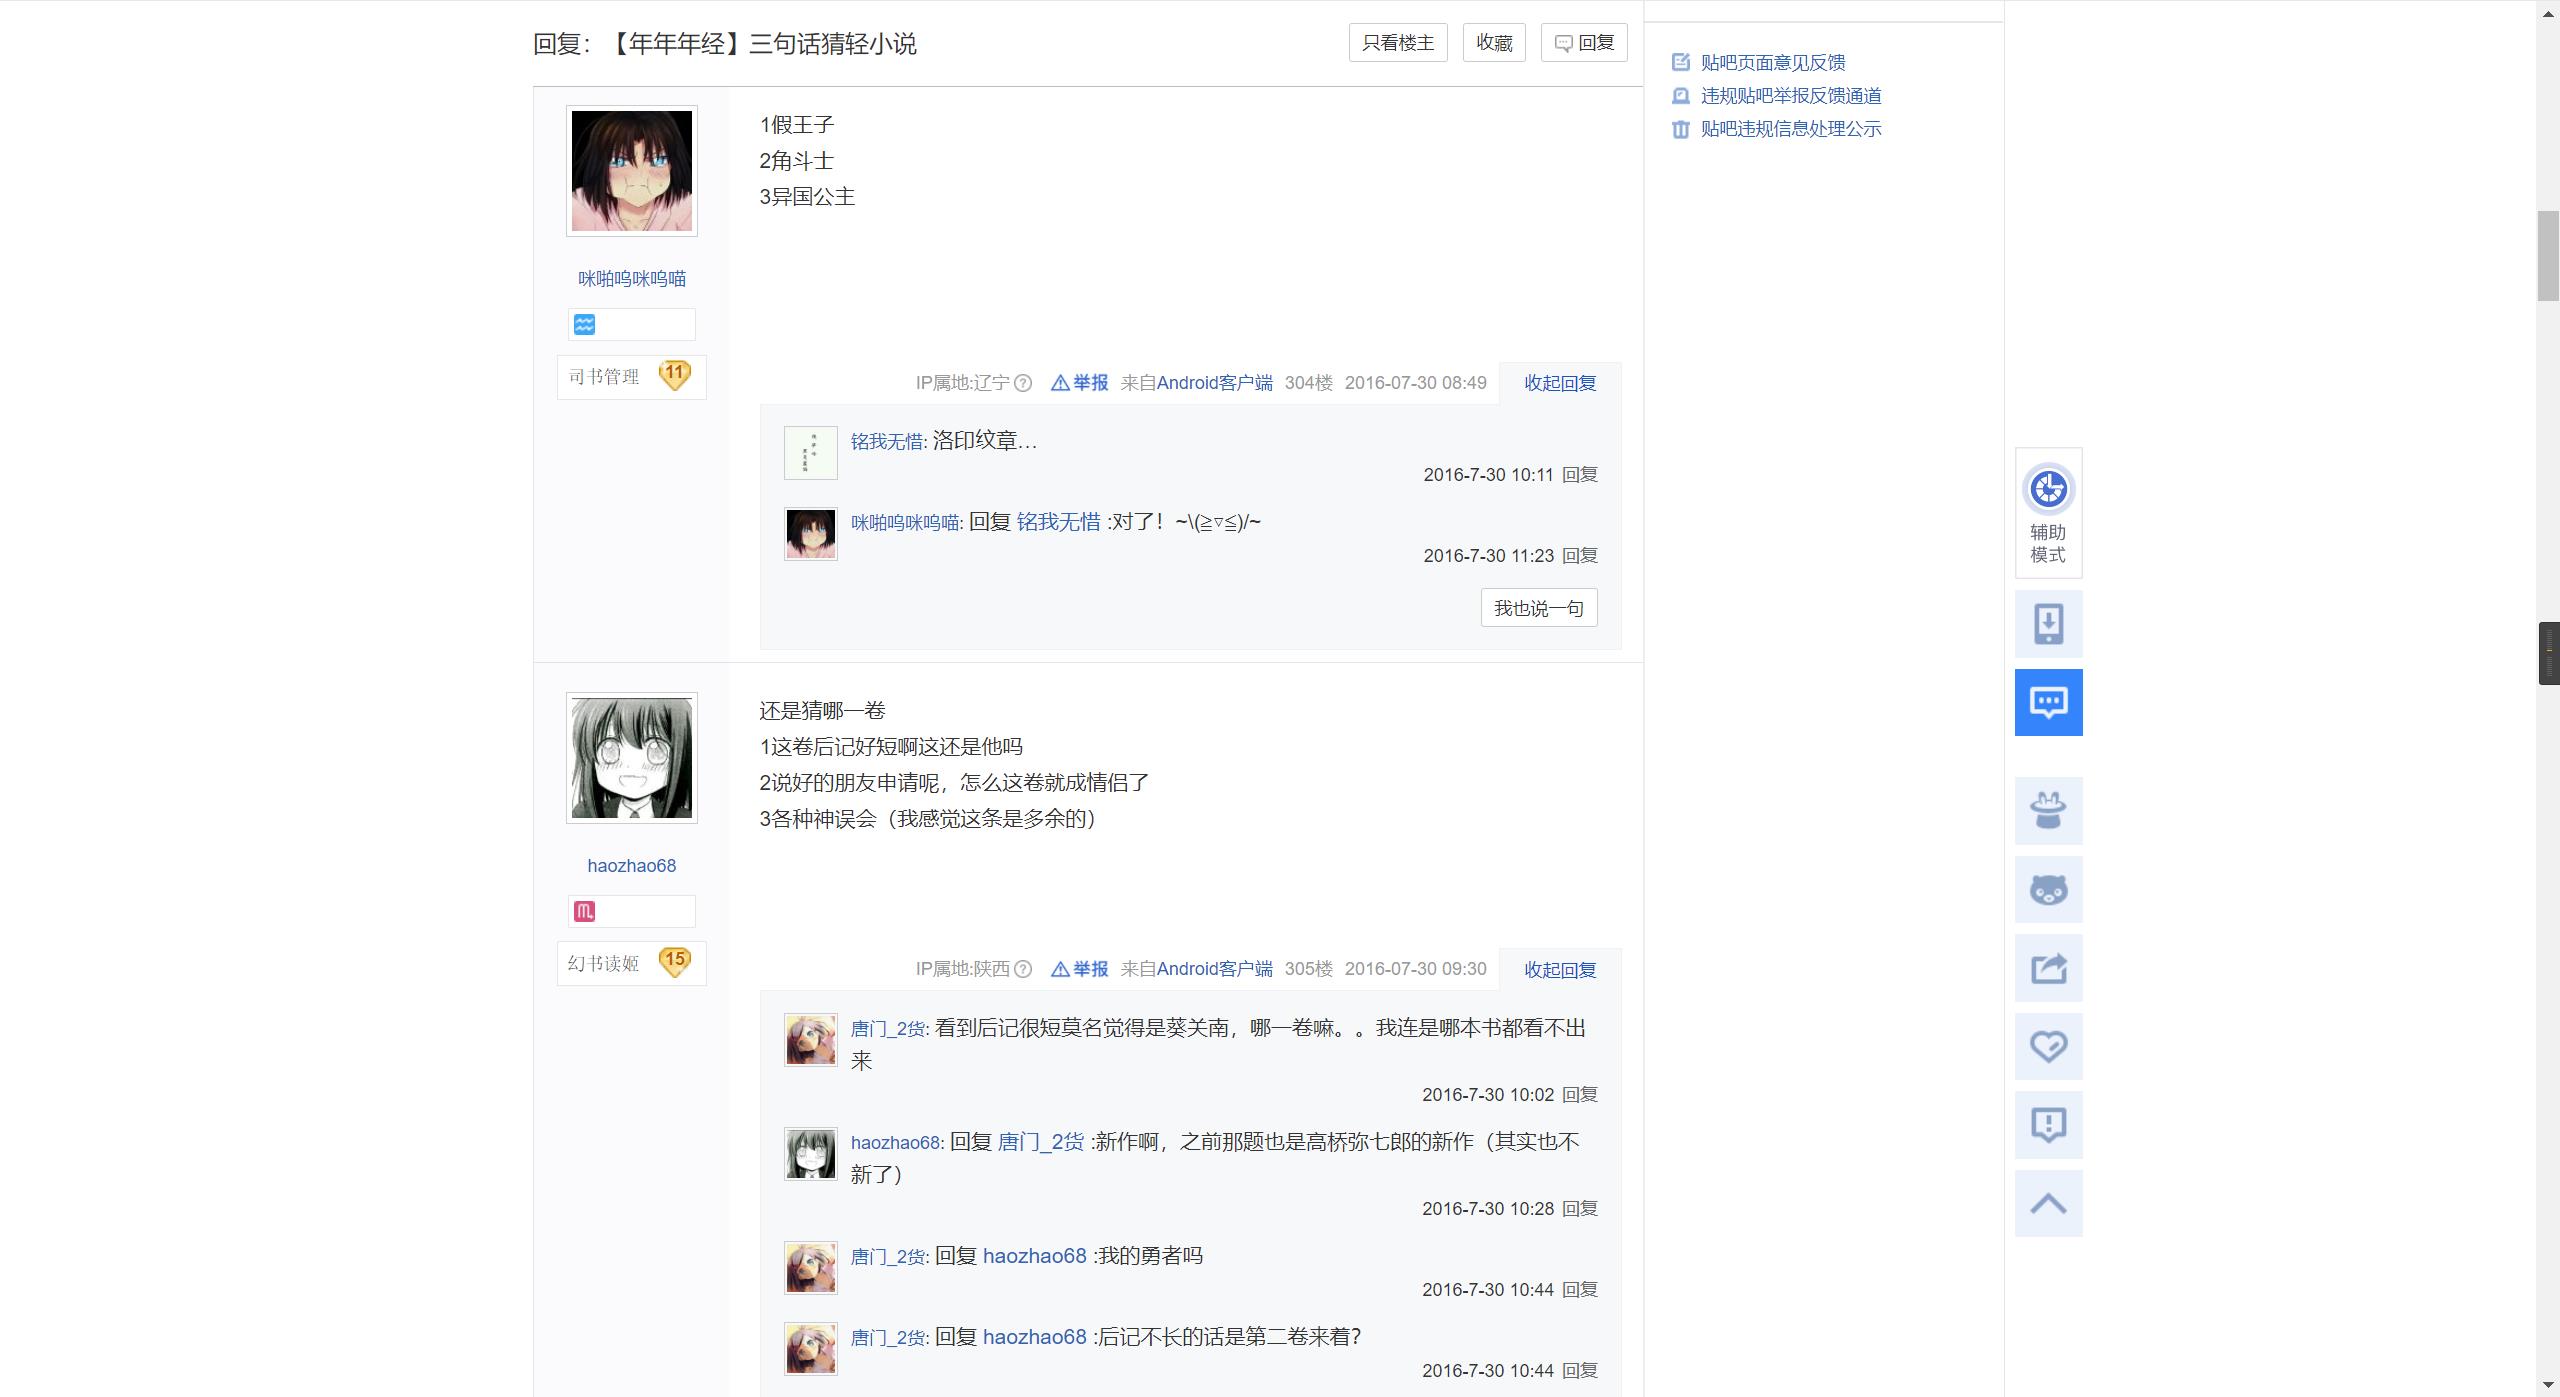 回复：【年年年经】三句话猜轻小说
只看楼主
收藏
回复
贴吧页面意见反馈
违规贴吧举报反馈通道
贴吧违规信息处理公示
1假王子
2角斗士
3异国公主
咪啪呜咪呜喵
司书管理 11
IP属地:辽宁 举报 来自Android客户端 304楼 2016-07-30 08:49 收起回复
铭我无惜: 洛印纹章…
2016-7-30 10:11 回复
咪啪呜咪呜喵: 回复 铭我无惜 :对了！~\(≧▽≦)/~
2016-7-30 11:23 回复
我也说一句
还是猜哪一卷
1这卷后记好短啊这还是他吗
2说好的朋友申请呢，怎么这卷就成情侣了
3各种神误会（我感觉这条是多余的）
haozhao68
幻书读姬 15
IP属地:陕西 举报 来自Android客户端 305楼 2016-07-30 09:30 收起回复
唐门_2货: 看到后记很短莫名觉得是葵关南，哪一卷嘛。。我连是哪本书都看不出
来
2016-7-30 10:02 回复
haozhao68: 回复 唐门_2货 :新作啊，之前那题也是高桥弥七郎的新作（其实也不
新了）
2016-7-30 10:28 回复
唐门_2货: 回复 haozhao68 :我的勇者吗
2016-7-30 10:44 回复
唐门_2货: 回复 haozhao68 :后记不长的话是第二卷来着？
2016-7-30 10:44 回复
辅助
模式